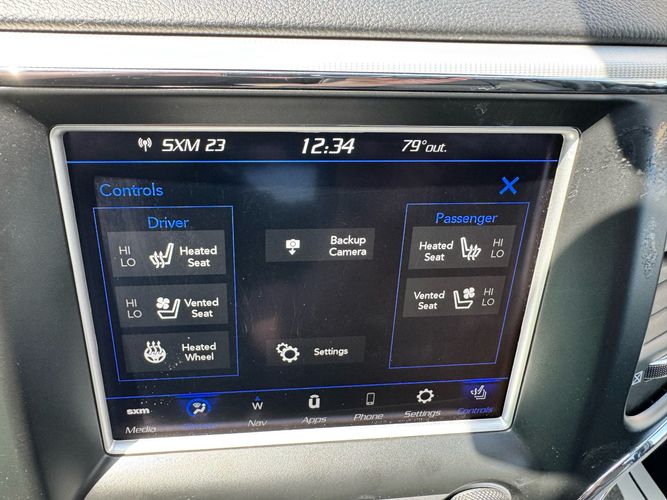 SXM 23 12:34 79°out.
Controls
Driver
HI
LO
Heated
Seat
HI
LO
Vented
Seat
Heated
Wheel
Backup
Camera
Settings
Passenger
Heated
Seat
HI
LO
Vented
Seat
HI
LO
sxm
Media
W
Nav
Apps
Phone
Settings
Controls